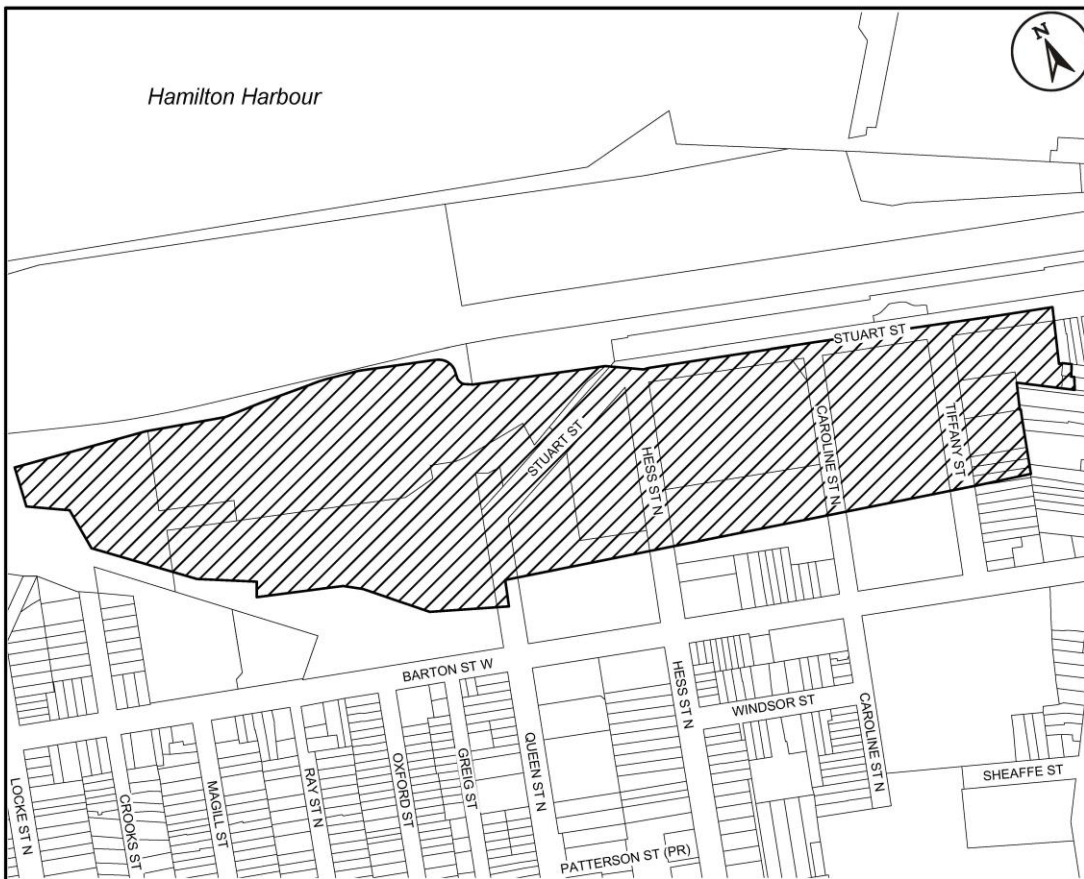 N
Hamilton Harbour
STUART ST
STUART ST
HESS ST N
CAROLINE ST N
TIFFANY ST
BARTON ST W
HESS ST N
WINDSOR ST
CAROLINE ST N
SHEAFFE ST
LOCKE ST N
CROOKS ST
MAGILL ST
RAY ST N
OXFORD ST
GREIG ST
QUEEN ST N
PATTERSON ST (PR)